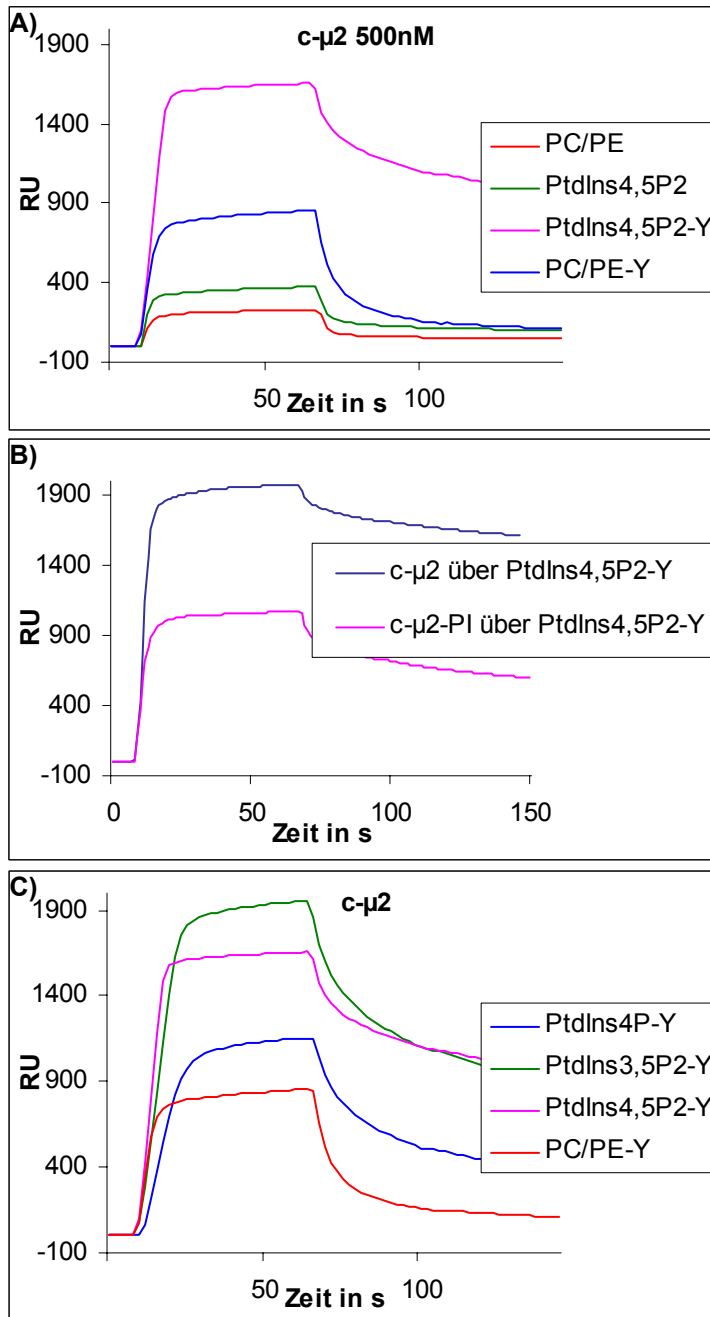 A)
c-µ2 500nM
1900
1400
900
400
-100
RU
50
100
Zeit in s
PC/PE
PtdIns4,5P2
PtdIns4,5P2-Y
PC/PE-Y
B)
1900
1400
900
400
-100
RU
0
50
100
150
Zeit in s
c-µ2 über PtdIns4,5P2-Y
c-µ2-PI über PtdIns4,5P2-Y
C)
c-µ2
1900
1400
900
400
-100
RU
50
100
Zeit in s
PtdIns4P-Y
PtdIns3,5P2-Y
PtdIns4,5P2-Y
PC/PE-Y